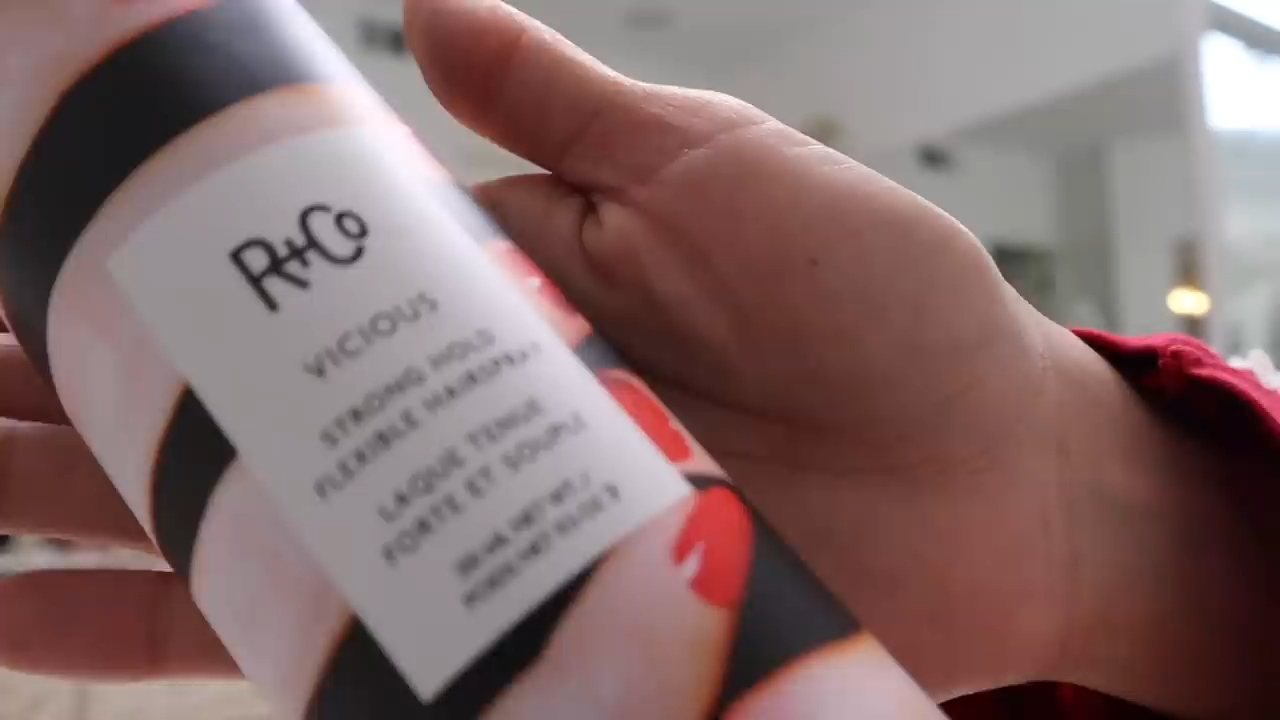 R+Co
VICIOUS
STRONG HOLD
FLEXIBLE HAIRSPRAY
LAQUE TENUE
FORTE ET SOUPLE